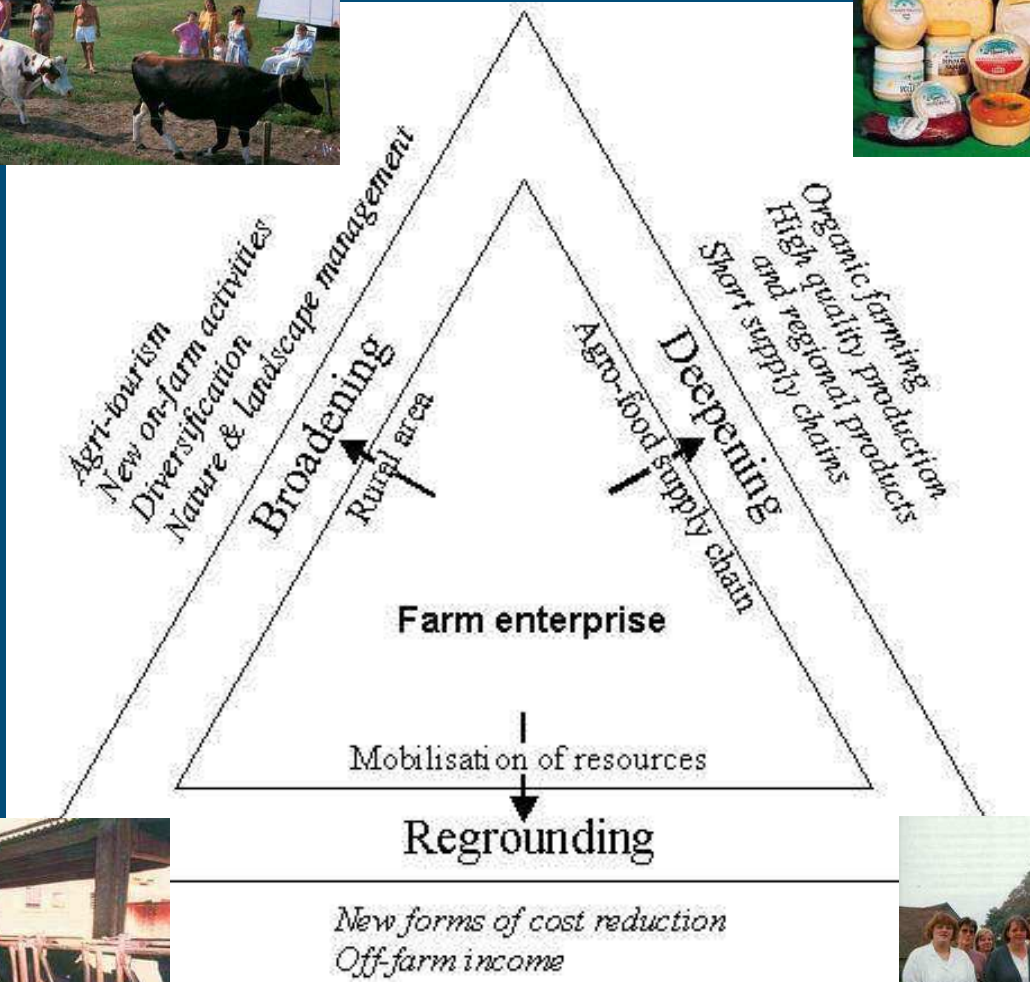 Agri-tourism
New on-farm activities
Diversification
Nature & landscape management
Broadening
Rural area
Organic farming
High quality production
and regional products
Short supply chains
Deepening
Agro-food supply chain
Farm enterprise
Mobilisation of resources
Regrounding
New forms of cost reduction
Off-farm income